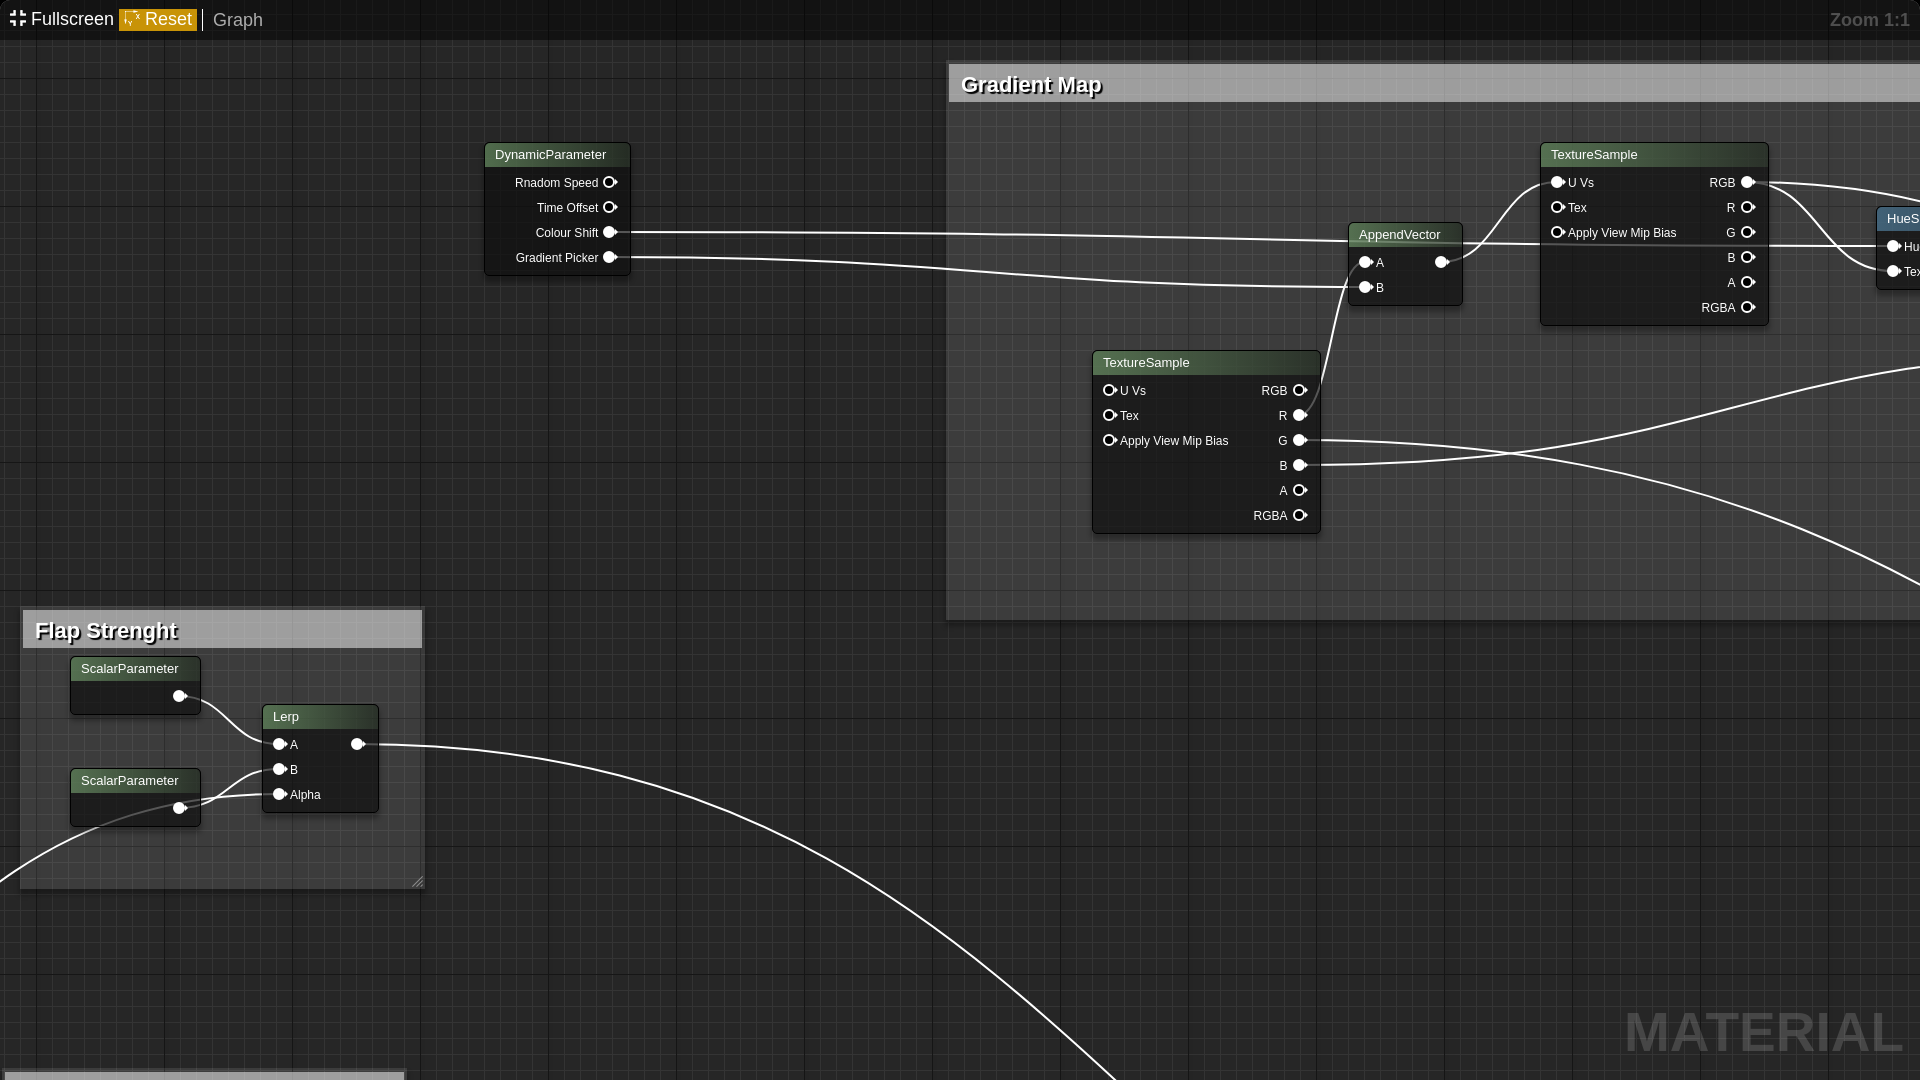 Fullscreen Reset Graph
Zoom 1:1
Gradient Map
DynamicParameter
Rnadom Speed
Time Offset
Colour Shift
Gradient Picker
AppendVector
A
B
TextureSample
U Vs RGB
Tex R
Apply View Mip Bias G
B
A
RGBA
HueS
Hu
Tex
TextureSample
U Vs RGB
Tex R
Apply View Mip Bias G
B
A
RGBA
Flap Strenght
ScalarParameter
ScalarParameter
Lerp
A
B
Alpha
MATERIAL